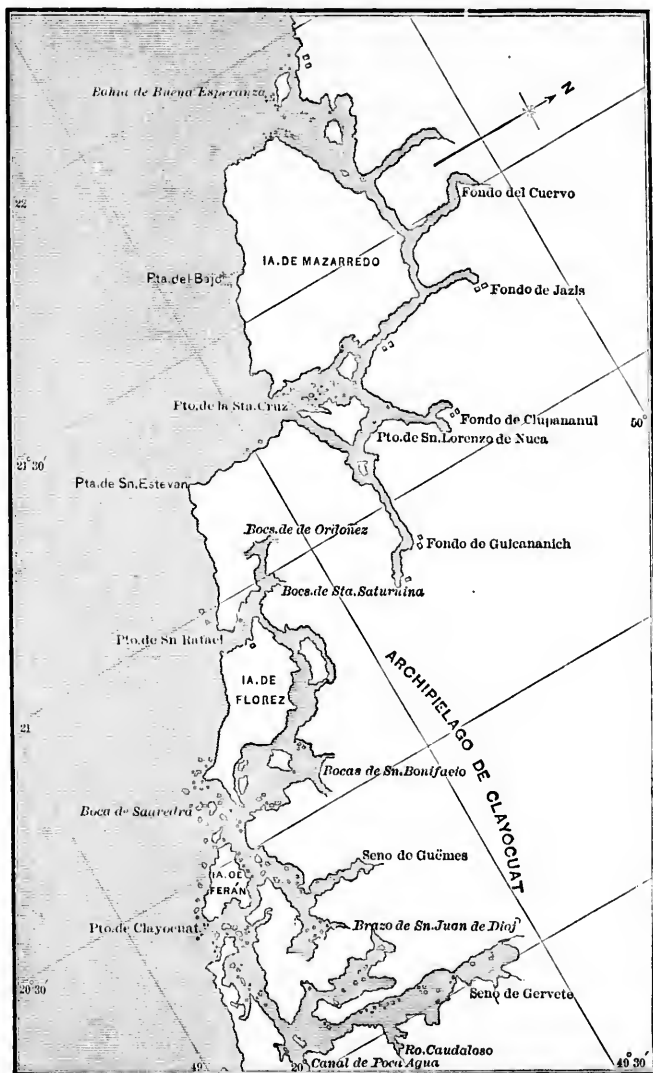 Bahia de Buena Esperanza
N
Fondo del Cuervo
22
IA. DE MAZARREDO
Pta. del Bajo
Fondo de Jazis
Pto. de la Sta. Cruz
Fondo de Clupananul
50°
Pto. de Sn. Lorenzo de Nuca
21°30'
Pta. de Sn. Estevan
Bocs. de de Ordoñez
Fondo de Guicananich
Bocs. de Sta. Saturnina
Pto. de Sn Rafael
IA. DE
FLOREZ
ARCHIPIELAGO DE CLAYOCUAT
21
Bocas de Sn. Bonifacio
Boca de Saavedra
Seno de Guëmes
IA. DE
FERAN
Brazo de Sn. Juan de Dioj
Pto. de Clayocuat
20°30'
Seno de Gervete
Ro. Caudaloso
49°
20°
Canal de Poca Agua
49°30'